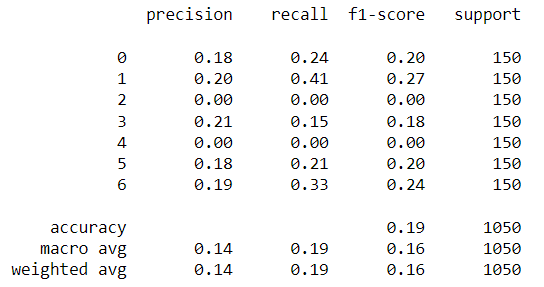 precision recall f1-score support
0 0.18 0.24 0.20 150
1 0.20 0.41 0.27 150
2 0.00 0.00 0.00 150
3 0.21 0.15 0.18 150
4 0.00 0.00 0.00 150
5 0.18 0.21 0.20 150
6 0.19 0.33 0.24 150
accuracy 0.19 1050
macro avg 0.14 0.19 0.16 1050
weighted avg 0.14 0.19 0.16 1050